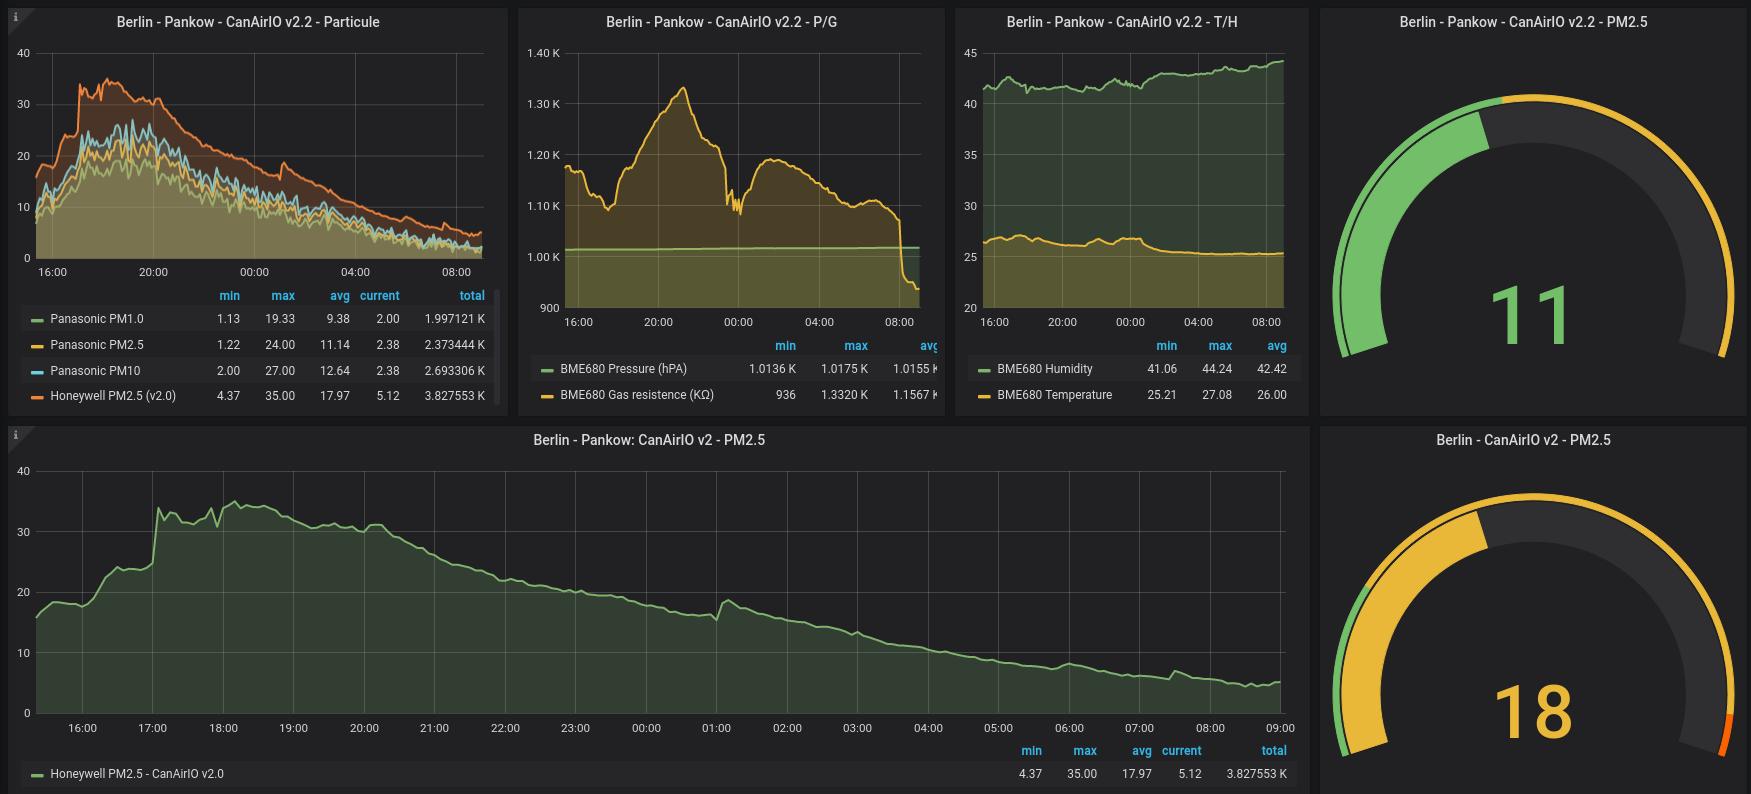 Berlin - Pankow - CanAirIO v2.2 - Particule
40
30
20
10
0
16:00 20:00 00:00 04:00 08:00
min max avg current total
Panasonic PM1.0 1.13 19.33 9.38 2.00 1.997121 K
Panasonic PM2.5 1.22 24.00 11.14 2.38 2.373444 K
Panasonic PM10 2.00 27.00 12.64 2.38 2.693306 K
Honeywell PM2.5 (v2.0) 4.37 35.00 17.97 5.12 3.827553 K
Berlin - Pankow - CanAirIO v2.2 - P/G
1.40 K
1.30 K
1.20 K
1.10 K
1.00 K
900
16:00 20:00 00:00 04:00 08:00
min max avg
BME680 Pressure (hPA) 1.0136 K 1.0175 K 1.0155 K
BME680 Gas resistence (KΩ) 936 1.3320 K 1.1567 K
Berlin - Pankow - CanAirIO v2.2 - T/H
45
40
35
30
25
20
16:00 20:00 00:00 04:00 08:00
min max avg
BME680 Humidity 41.06 44.24 42.42
BME680 Temperature 25.21 27.08 26.00
Berlin - Pankow - CanAirIO v2.2 - PM2.5
11
Berlin - Pankow: CanAirIO v2 - PM2.5
40
30
20
10
0
16:00 17:00 18:00 19:00 20:00 21:00 22:00 23:00 00:00 01:00 02:00 03:00 04:00 05:00 06:00 07:00 08:00 09:00
min max avg current total
Honeywell PM2.5 - CanAirIO v2.0 4.37 35.00 17.97 5.12 3.827553 K
Berlin - CanAirIO v2 - PM2.5
18